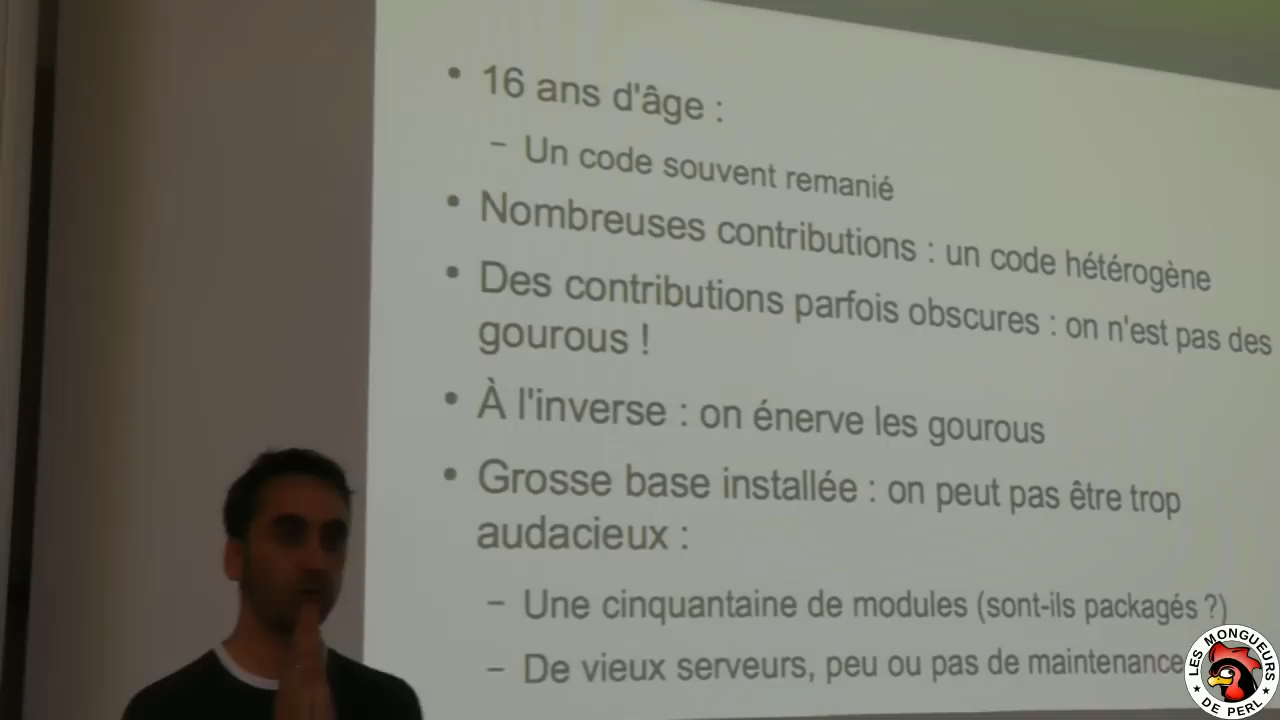 • 16 ans d'âge :
– Un code souvent remanié
• Nombreuses contributions : un code hétérogène
• Des contributions parfois obscures : on n'est pas des
gourous !
• À l'inverse : on énerve les gourous
• Grosse base installée : on peut pas être trop
audacieux :
– Une cinquantaine de modules (sont-ils packagés ?)
– De vieux serveurs, peu ou pas de maintenance
LES MONGUEURS
DE PERL